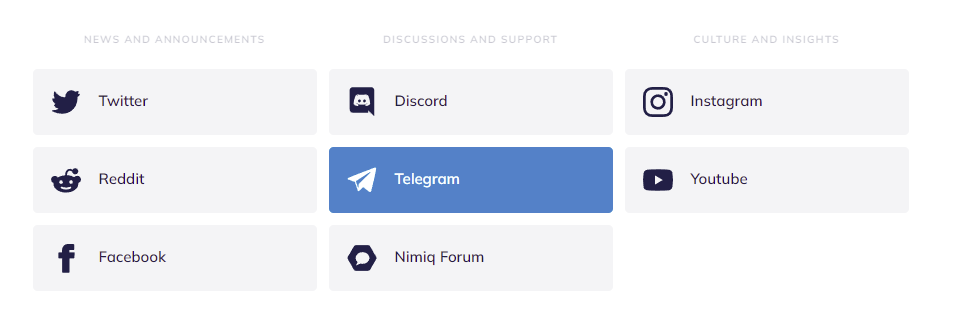 NEWS AND ANNOUNCEMENTS
DISCUSSIONS AND SUPPORT
CULTURE AND INSIGHTS
Twitter
Discord
Instagram
Reddit
Telegram
Youtube
Facebook
Nimiq Forum